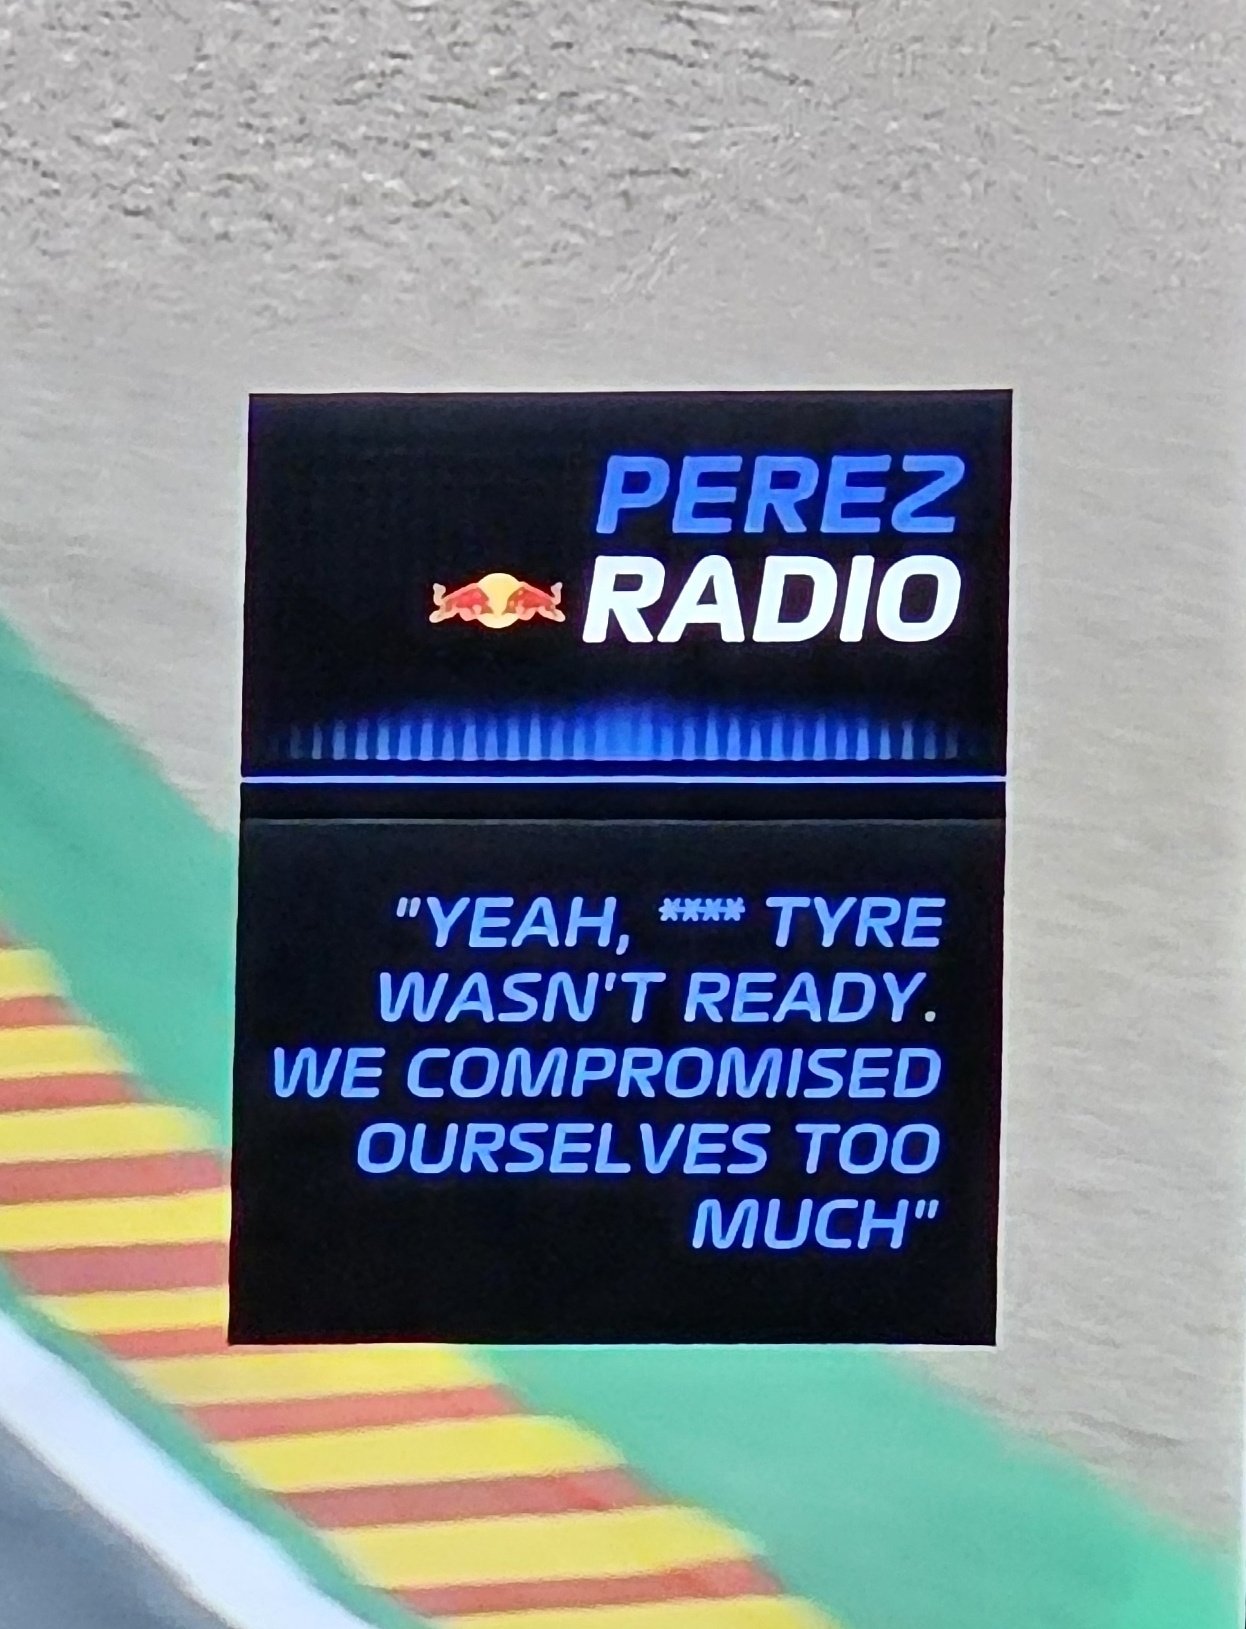 PEREZ
RADIO
"YEAH, **** TYRE
WASN'T READY.
WE COMPROMISED
OURSELVES TOO
MUCH"